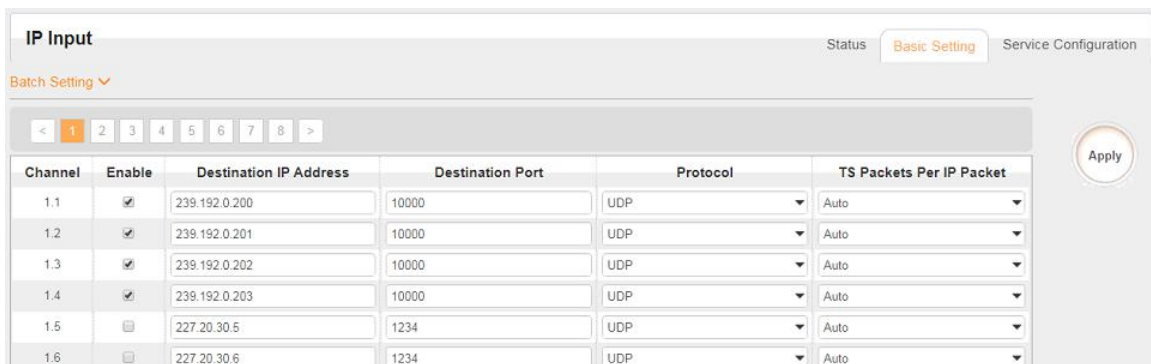 IP Input
Status Basic Setting Service Configuration
Batch Setting
< 1 2 3 4 5 6 7 8 >
Apply
Channel Enable Destination IP Address Destination Port Protocol TS Packets Per IP Packet
1.1 239.192.0.200 10000 UDP Auto
1.2 239.192.0.201 10000 UDP Auto
1.3 239.192.0.202 10000 UDP Auto
1.4 239.192.0.203 10000 UDP Auto
1.5 227.20.30.5 1234 UDP Auto
1.6 227.20.30.6 1234 UDP Auto